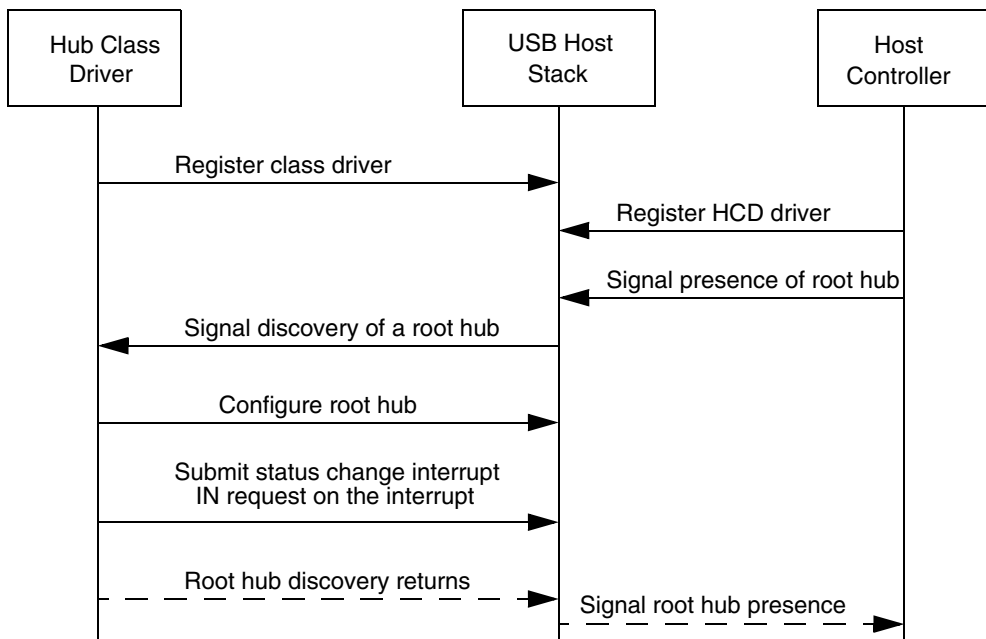 Hub Class
Driver
USB Host
Stack
Host
Controller
Register class driver
Register HCD driver
Signal presence of root hub
Signal discovery of a root hub
Configure root hub
Submit status change interrupt
IN request on the interrupt
Root hub discovery returns
Signal root hub presence